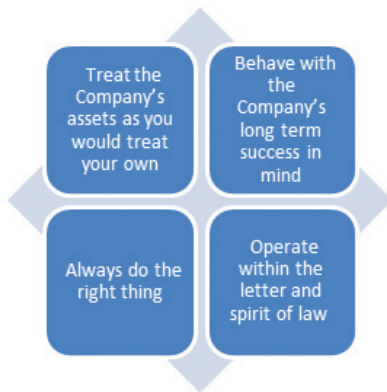 Treat the
Company's
assets as you
would treat
your own
Behave with
the
Company's
long term
success in
mind
Always do the
right thing
Operate
within the
letter and
spirit of law